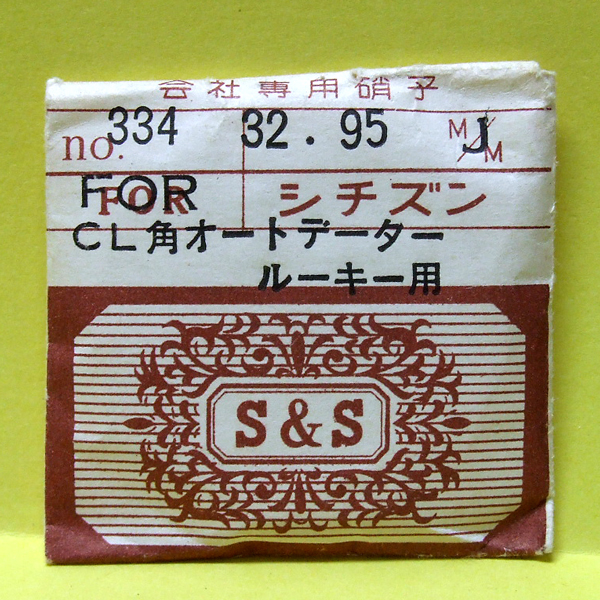 会社専用硝子
no. 334 32.95 M/M J
FOR FOR シチズン
CL角オートデーター
ルーキー用
S&S